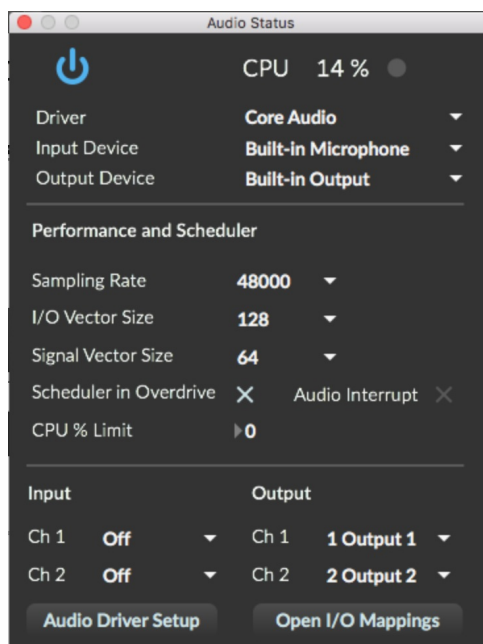 Audio Status
CPU 14 %
Driver Core Audio
Input Device Built-in Microphone
Output Device Built-in Output
Performance and Scheduler
Sampling Rate 48000
I/O Vector Size 128
Signal Vector Size 64
Scheduler in Overdrive Audio Interrupt
CPU % Limit 0
Input Output
Ch 1 Off Ch 1 1 Output 1
Ch 2 Off Ch 2 2 Output 2
Audio Driver Setup Open I/O Mappings